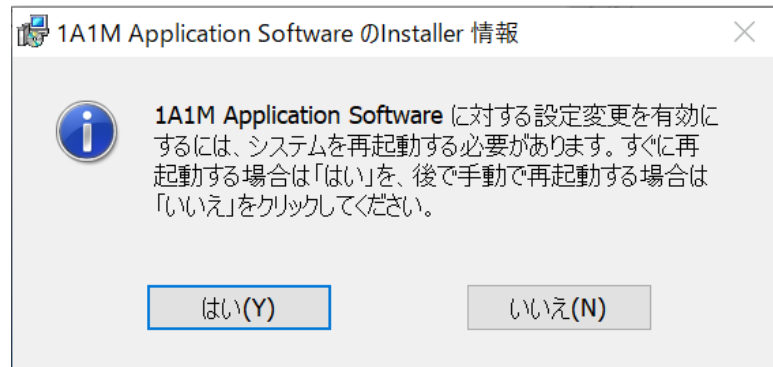 1A1M Application Software のInstaller 情報
1A1M Application Software に対する設定変更を有効に
するには、システムを再起動する必要があります。すぐに再
起動する場合は「はい」を、後で手動で再起動する場合は
「いいえ」をクリックしてください。
はい(Y)
いいえ(N)